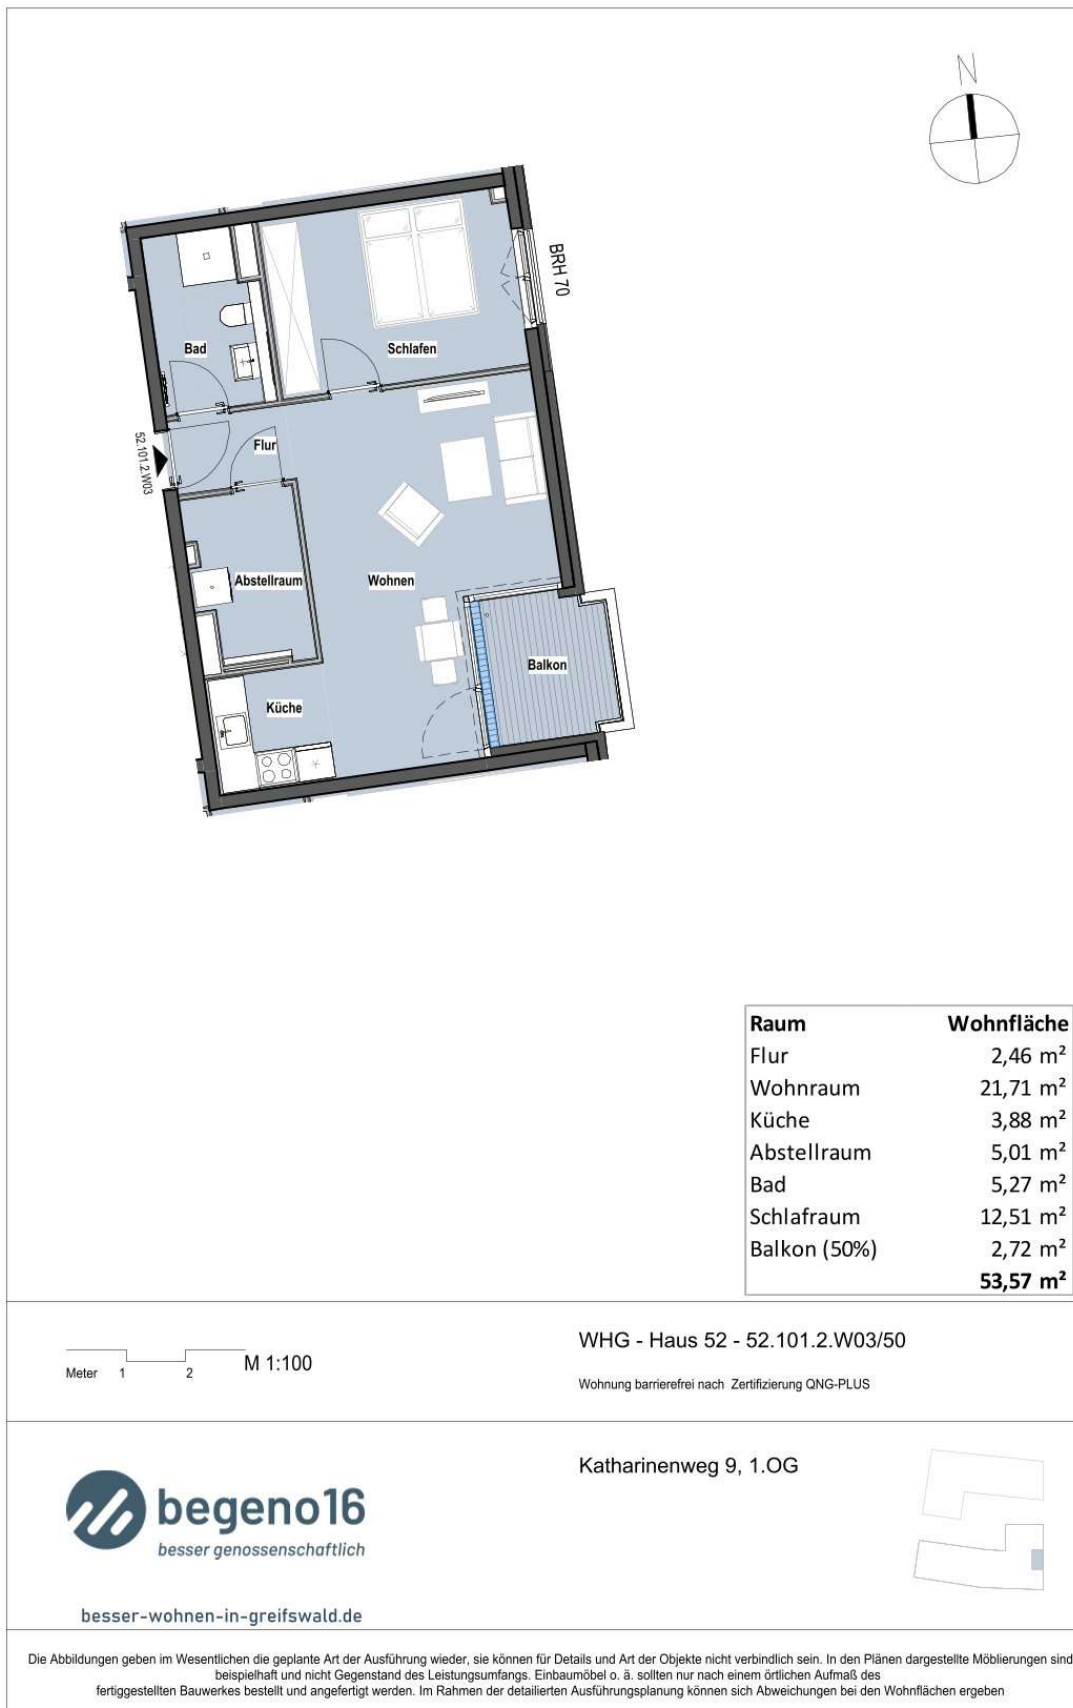 N
BRH 70
Bad
Schlafen
52.101.2.W03
Flur
Abstellraum
Wohnen
Balkon
Küche
Raum Wohnfläche
Flur 2,46 m²
Wohnraum 21,71 m²
Küche 3,88 m²
Abstellraum 5,01 m²
Bad 5,27 m²
Schlafraum 12,51 m²
Balkon (50%) 2,72 m²
53,57 m²
WHG - Haus 52 - 52.101.2.W03/50
Meter 1 2 M 1:100
Wohnung barrierefrei nach Zertifizierung QNG-PLUS
Katharinenweg 9, 1.OG
begeno16
besser genossenschaftlich
besser-wohnen-in-greifswald.de
Die Abbildungen geben im Wesentlichen die geplante Art der Ausführung wieder, sie können für Details und Art der Objekte nicht verbindlich sein. In den Plänen dargestellte Möblierungen sind
beispielhaft und nicht Gegenstand des Leistungsumfangs. Einbaumöbel o. ä. sollten nur nach einem örtlichen Aufmaß des
fertiggestellten Bauwerkes bestellt und angefertigt werden. Im Rahmen der detailierten Ausführungsplanung können sich Abweichungen bei den Wohnflächen ergeben